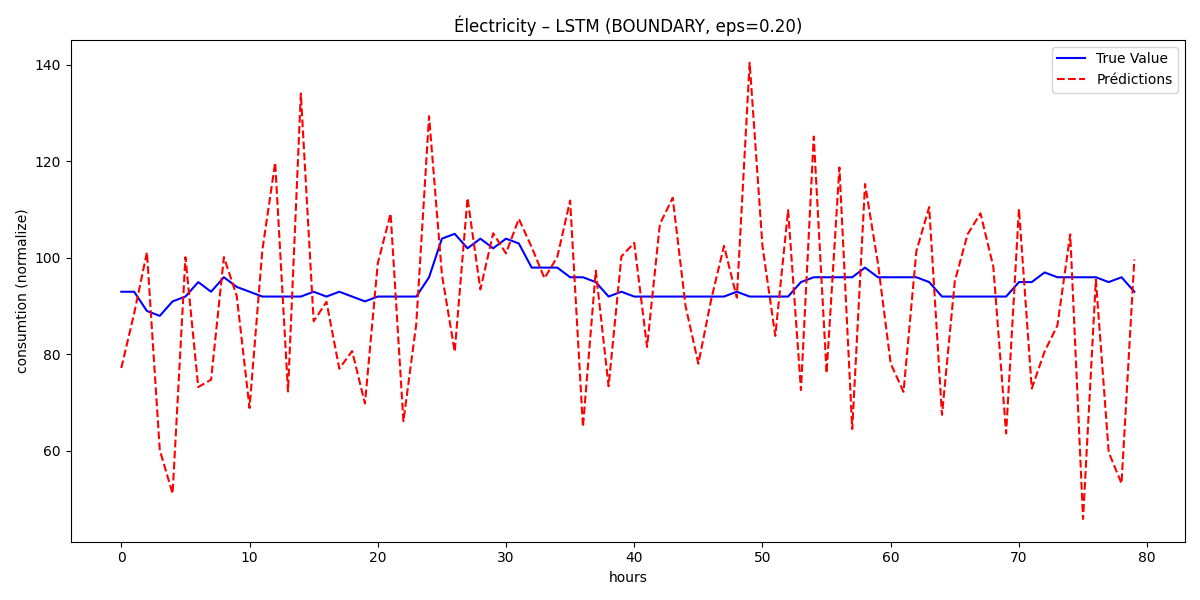 Électricity – LSTM (BOUNDARY, eps=0.20)
True Value
Prédictions
consumtion (normalize)
140
120
100
80
60
0 10 20 30 40 50 60 70 80
hours